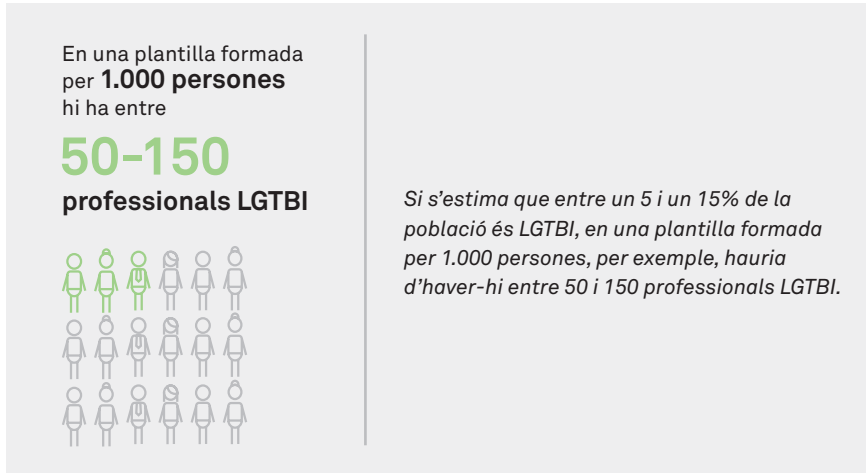 En una plantilla formada
per 1.000 persones
hi ha entre
50-150
professionals LGTBI
Si s’estima que entre un 5 i un 15% de la
població és LGTBI, en una plantilla formada
per 1.000 persones, per exemple, hauria
d’haver-hi entre 50 i 150 professionals LGTBI.